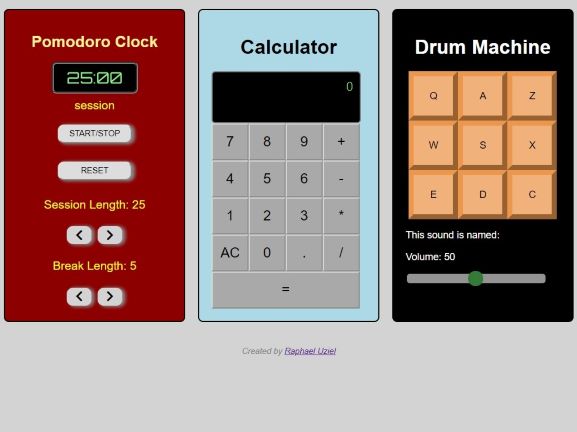 Pomodoro Clock
25:00
session
START/STOP
RESET
Session Length: 25
< >
Break Length: 5
< >
Calculator
0
7 8 9 +
4 5 6 -
1 2 3 *
AC 0 . /
=
Drum Machine
Q A Z
W S X
E D C
This sound is named:
Volume: 50
Created by Raphael Uziel